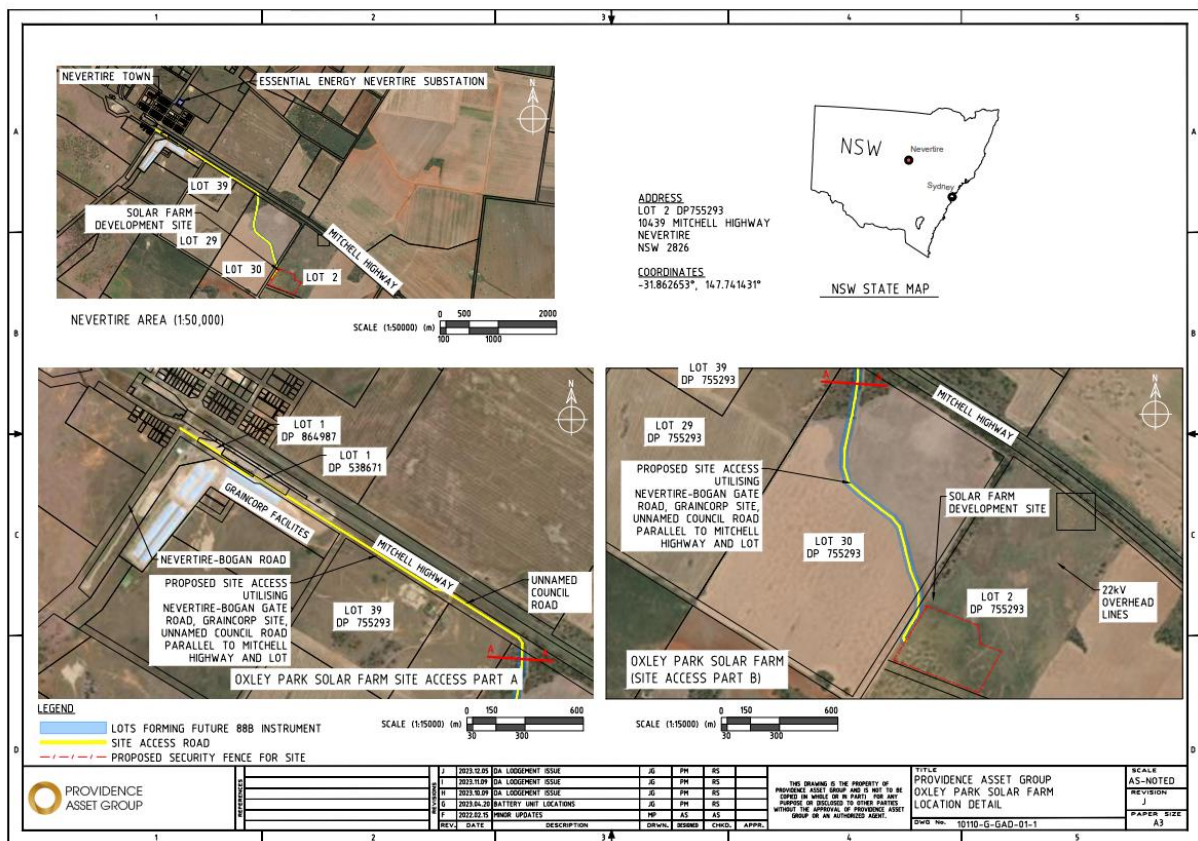 1 2 3 4 5
A
B
C
D
NEVERTIRE TOWN
ESSENTIAL ENERGY NEVERTIRE SUBSTATION
N
LOT 39
SOLAR FARM
DEVELOPMENT SITE
LOT 29
MITCHELL HIGHWAY
LOT 30
LOT 2
NEVERTIRE AREA (1:50,000)
SCALE (1:50000) (m)
0 500 2000
100 1000
ADDRESS
LOT 2 DP755293
10439 MITCHELL HIGHWAY
NEVERTIRE
NSW 2826
COORDINATES
-31.862653°, 147.741431°
NSW
Nevertire
Sydney
NSW STATE MAP
N
LOT 1
DP 864987
LOT 1
DP 538671
GRAINCORP FACILITES
NEVERTIRE-BOGAN ROAD
MITCHELL HIGHWAY
PROPOSED SITE ACCESS
UTILISING
NEVERTIRE-BOGAN GATE
ROAD, GRAINCORP SITE,
UNNAMED COUNCIL ROAD
PARALLEL TO MITCHELL
HIGHWAY AND LOT
LOT 39
DP 755293
UNNAMED
COUNCIL
ROAD
A
OXLEY PARK SOLAR FARM SITE ACCESS PART A
LOT 39
DP 755293
A
N
MITCHELL HIGHWAY
LOT 29
DP 755293
PROPOSED SITE ACCESS
UTILISING
NEVERTIRE-BOGAN GATE
ROAD, GRAINCORP SITE,
UNNAMED COUNCIL ROAD
PARALLEL TO MITCHELL
HIGHWAY AND LOT
SOLAR FARM
DEVELOPMENT SITE
LOT 30
DP 755293
LOT 2
DP 755293
22kV
OVERHEAD
LINES
OXLEY PARK SOLAR FARM
(SITE ACCESS PART B)
LEGEND
LOTS FORMING FUTURE 88B INSTRUMENT
SITE ACCESS ROAD
PROPOSED SECURITY FENCE FOR SITE
SCALE (1:15000) (m)
0 150 600
30 300
SCALE (1:15000) (m)
0 150 600
30 300
PROVIDENCE
ASSET GROUP
REFERENCES
REVISIONS
J 2023.12.05 DA LODGEMENT ISSUE JG PM RS
I 2023.11.09 DA LODGEMENT ISSUE JG PM RS
H 2023.10.09 DA LODGEMENT ISSUE JG PM RS
G 2023.04.20 BATTERY UNIT LOCATIONS JG PM RS
F 2022.02.15 MINOR UPDATES MP AS AS
REV. DATE DESCRIPTION DRWN. DESIGNED CHKD. APPR.
THIS DRAWING IS THE PROPERTY OF
PROVIDENCE ASSET GROUP AND IS NOT TO BE
COPIED (IN WHOLE OR IN PART) FOR ANY
PURPOSE OR DISCLOSED TO OTHER PARTIES
WITHOUT THE APPROVAL OF PROVIDENCE ASSET
GROUP OR AN AUTHORIZED AGENT.
TITLE
PROVIDENCE ASSET GROUP
OXLEY PARK SOLAR FARM
LOCATION DETAIL
DWG No. 10110-G-GAD-01-1
SCALE
AS-NOTED
REVISION
J
PAPER SIZE
A3
1 2 3 4 5